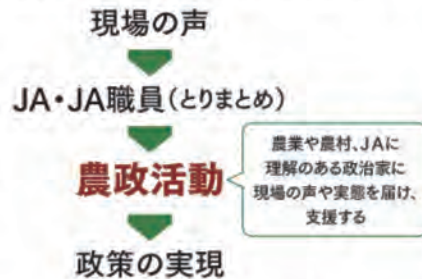 現場の声
JA・JA職員（とりまとめ）
農政活動
農業や農村、JAに
理解のある政治家に
現場の声や実態を届け、
支援する
政策の実現